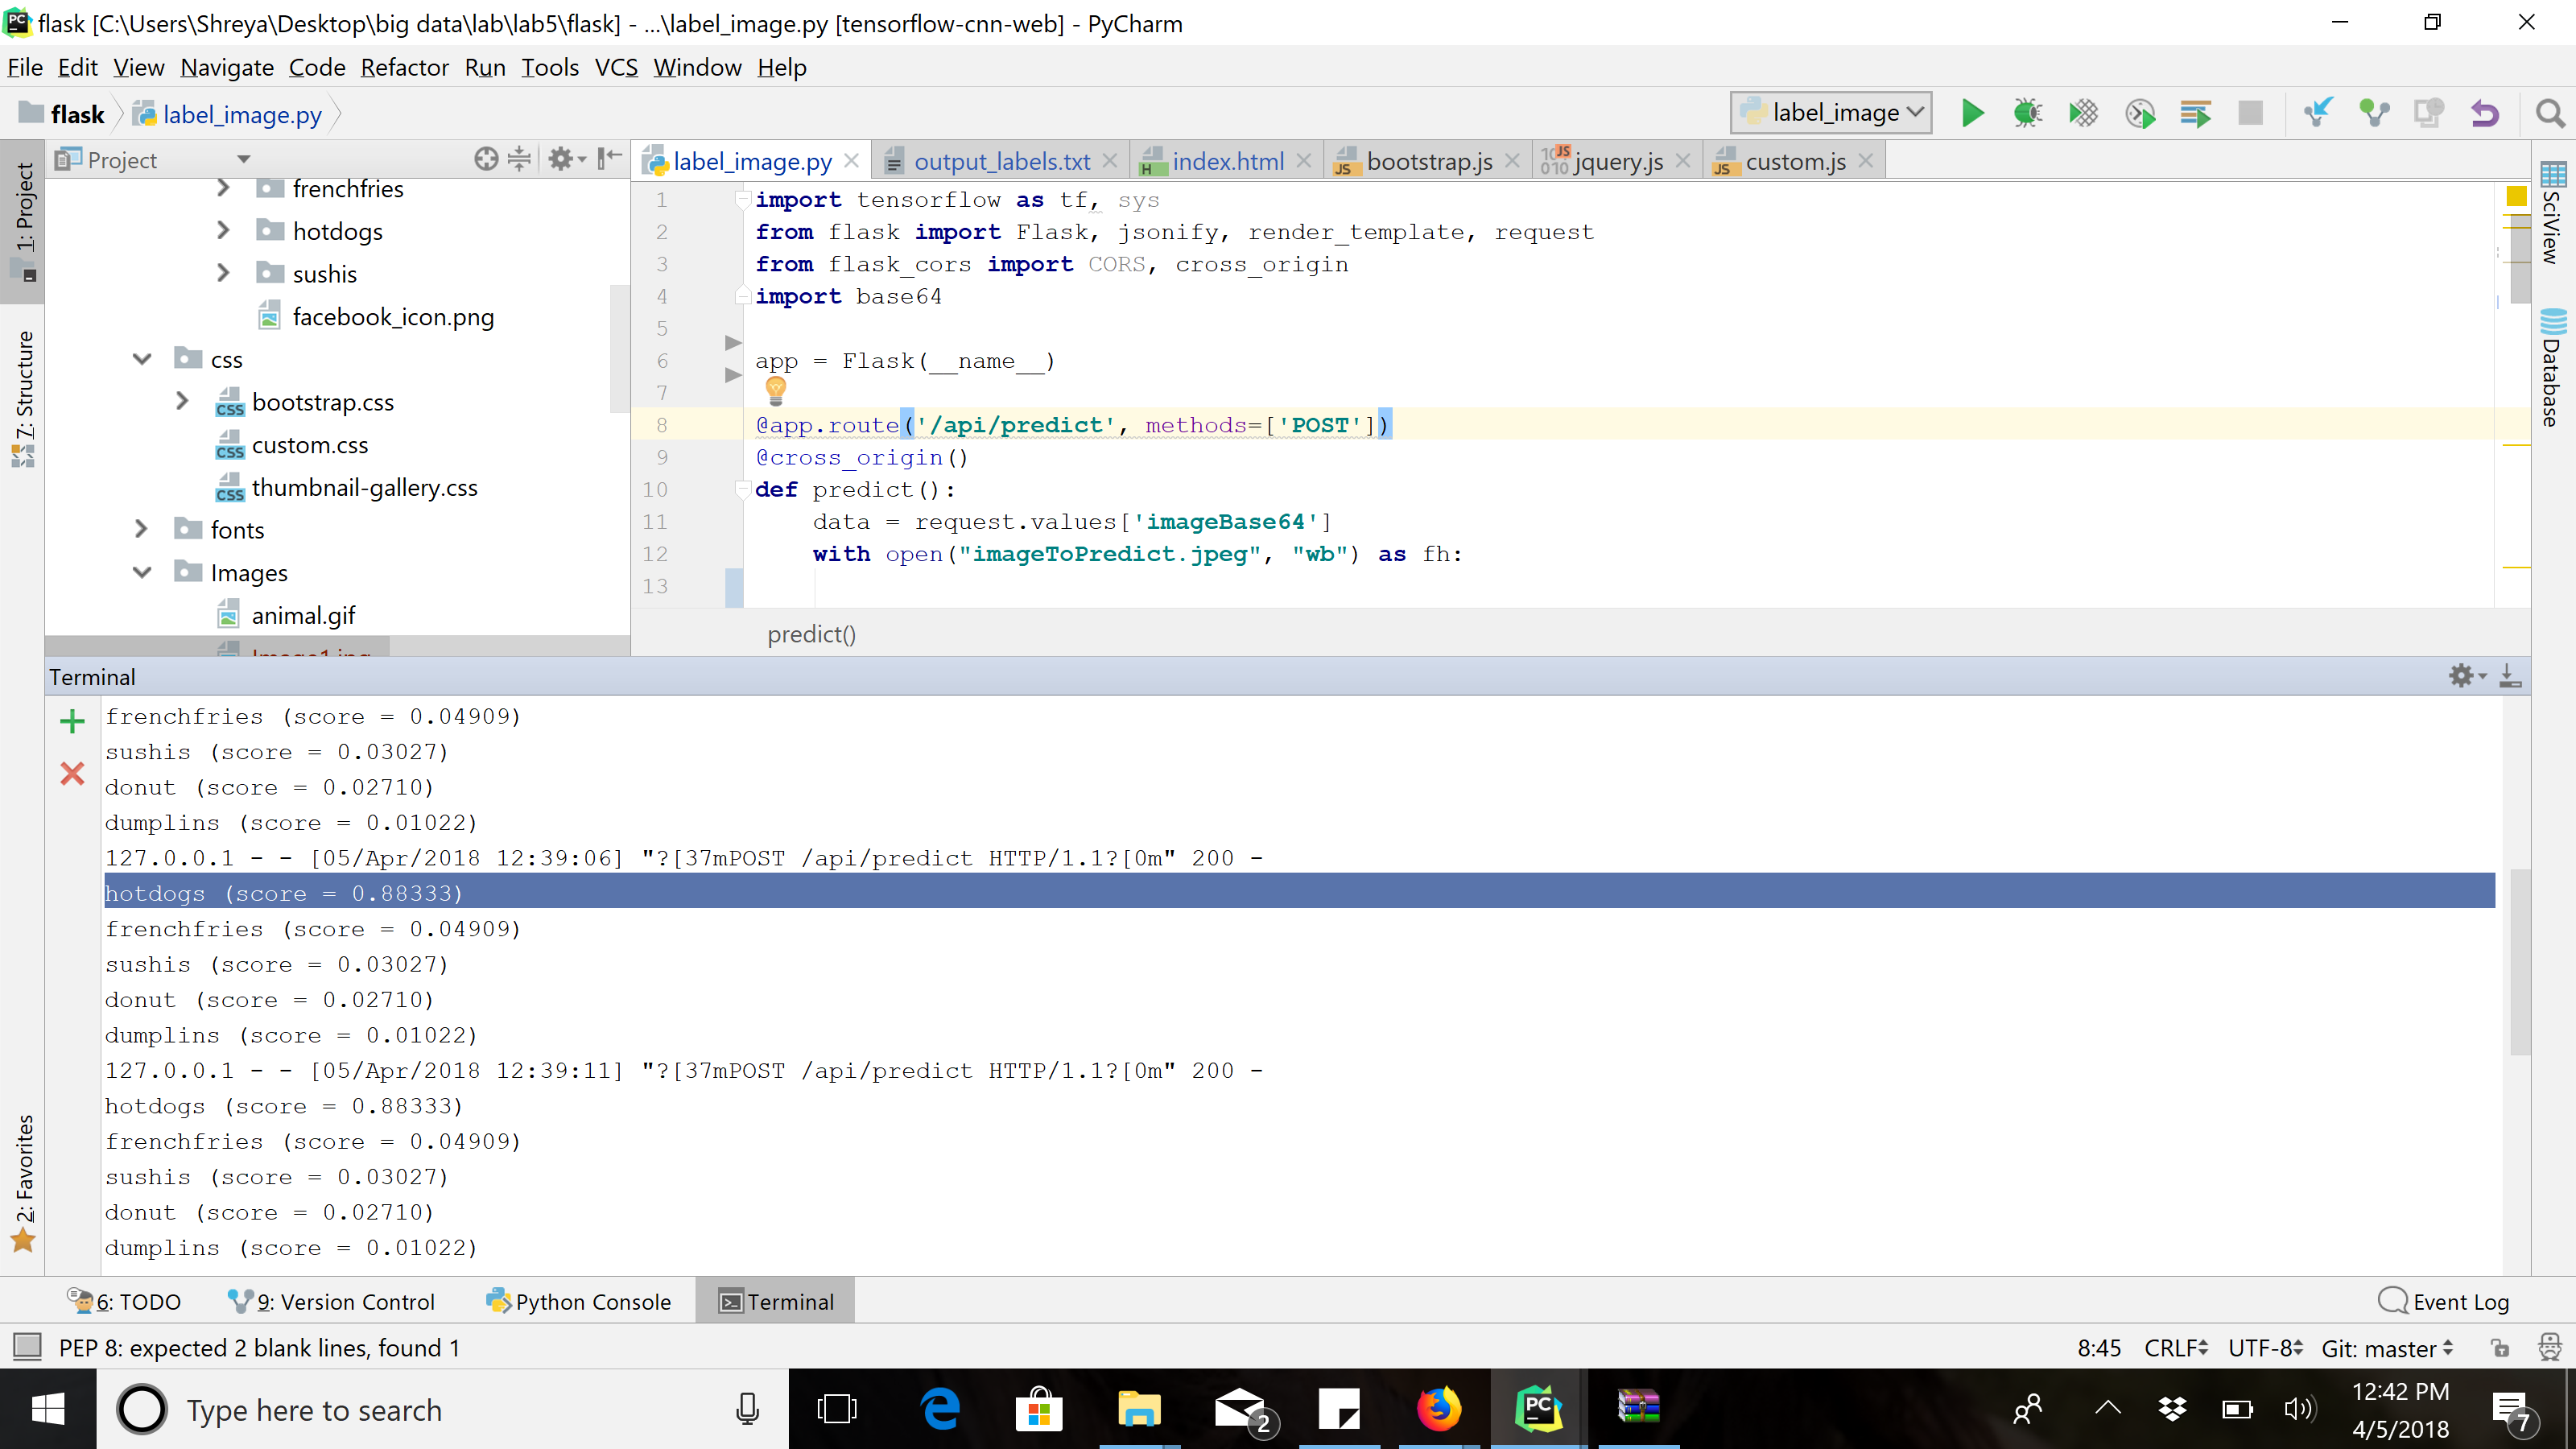 flask [C:\Users\Shreya\Desktop\big data\lab\lab5\flask] - ...\label_image.py [tensorflow-cnn-web] - PyCharm
File Edit View Navigate Code Refactor Run Tools VCS Window Help
flask label_image.py label_image
Project
label_image.py output_labels.txt index.html bootstrap.js jquery.js custom.js
1: Project
7: Structure
2: Favorites
frenchfries
hotdogs
sushis
facebook_icon.png
css
bootstrap.css
custom.css
thumbnail-gallery.css
fonts
Images
animal.gif
Image1.jpg
1 import tensorflow as tf, sys
2 from flask import Flask, jsonify, render_template, request
3 from flask_cors import CORS, cross_origin
4 import base64
5
6 app = Flask(__name__)
7
8 @app.route('/api/predict', methods=['POST'])
9 @cross_origin()
10 def predict():
11 data = request.values['imageBase64']
12 with open("imageToPredict.jpeg", "wb") as fh:
13
predict()
SciView
Database
Terminal
frenchfries (score = 0.04909)
sushis (score = 0.03027)
donut (score = 0.02710)
dumplins (score = 0.01022)
127.0.0.1 - - [05/Apr/2018 12:39:06] "?[37mPOST /api/predict HTTP/1.1?[0m" 200 -
hotdogs (score = 0.88333)
frenchfries (score = 0.04909)
sushis (score = 0.03027)
donut (score = 0.02710)
dumplins (score = 0.01022)
127.0.0.1 - - [05/Apr/2018 12:39:11] "?[37mPOST /api/predict HTTP/1.1?[0m" 200 -
hotdogs (score = 0.88333)
frenchfries (score = 0.04909)
sushis (score = 0.03027)
donut (score = 0.02710)
dumplins (score = 0.01022)
6: TODO 9: Version Control Python Console Terminal Event Log
PEP 8: expected 2 blank lines, found 1 8:45 CRLF UTF-8 Git: master
Type here to search 2 12:42 PM
4/5/2018 7